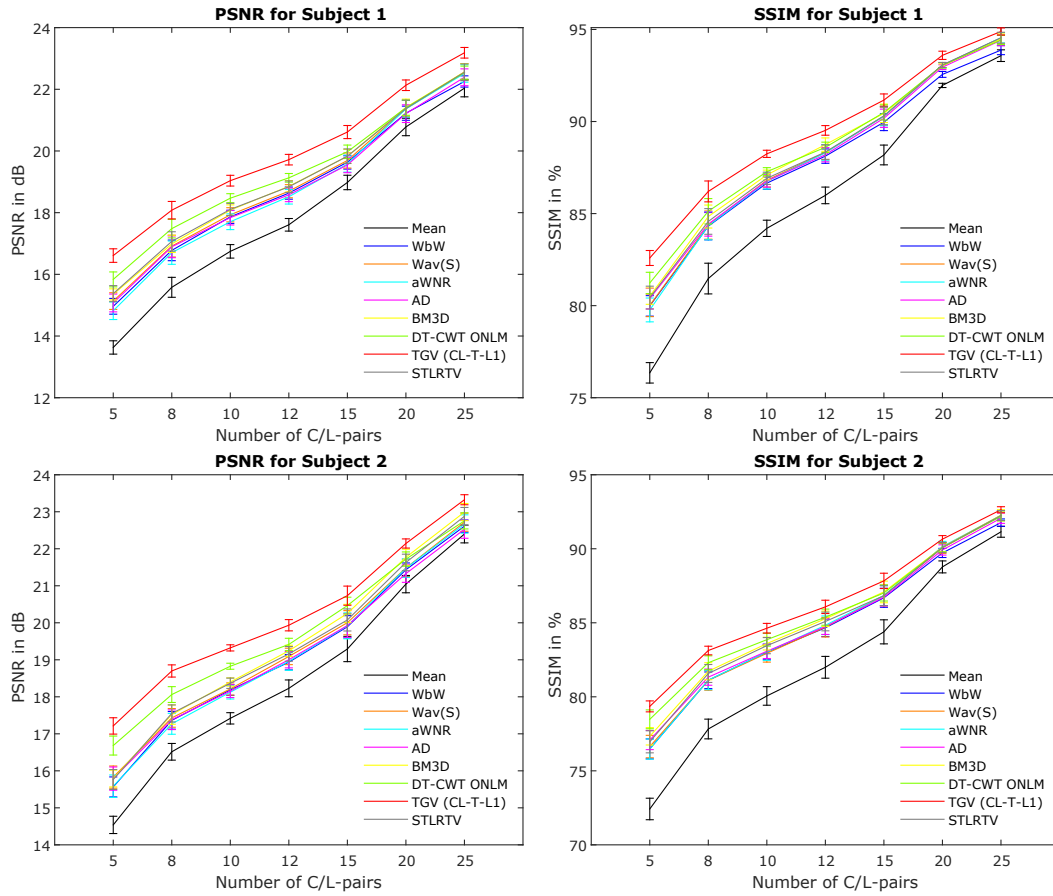 PSNR for Subject 1
24
22
20
18
16
14
12
PSNR in dB
5 8 10 12 15 20 25
Number of C/L-pairs
Mean
WbW
Wav(S)
aWNR
AD
BM3D
DT-CWT ONLM
TGV (CL-T-L1)
STLRTV
SSIM for Subject 1
95
90
85
80
75
SSIM in %
5 8 10 12 15 20 25
Number of C/L-pairs
Mean
WbW
Wav(S)
aWNR
AD
BM3D
DT-CWT ONLM
TGV (CL-T-L1)
STLRTV
PSNR for Subject 2
24
23
22
21
20
19
18
17
16
15
14
PSNR in dB
5 8 10 12 15 20 25
Number of C/L-pairs
Mean
WbW
Wav(S)
aWNR
AD
BM3D
DT-CWT ONLM
TGV (CL-T-L1)
STLRTV
SSIM for Subject 2
95
90
85
80
75
70
SSIM in %
5 8 10 12 15 20 25
Number of C/L-pairs
Mean
WbW
Wav(S)
aWNR
AD
BM3D
DT-CWT ONLM
TGV (CL-T-L1)
STLRTV